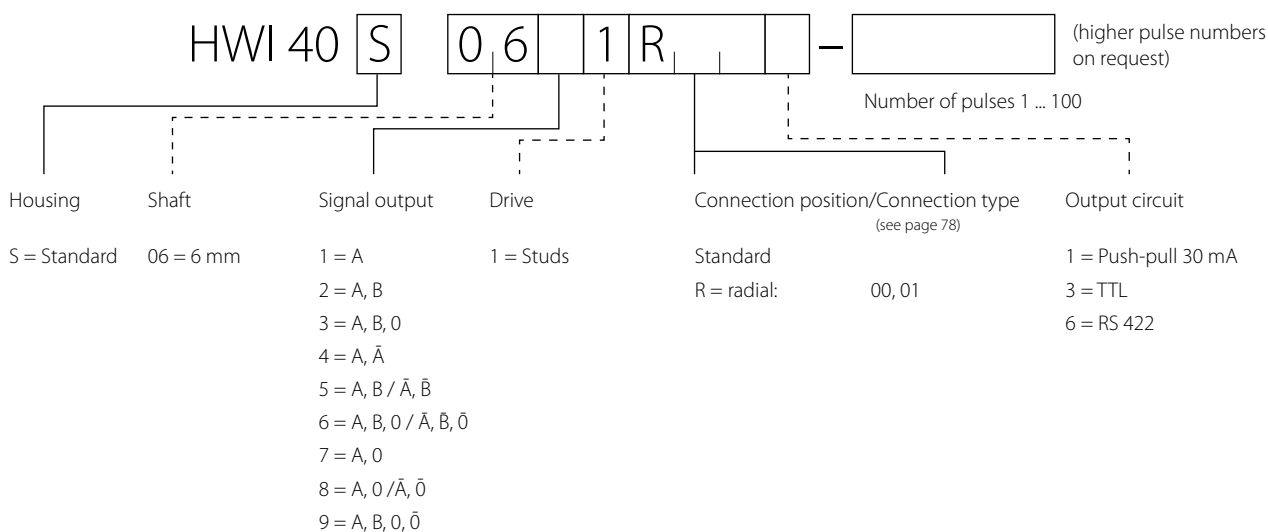 HWI 40 S 0 6 1 R –
(higher pulse numbers
on request)
Number of pulses 1 ... 100
Housing
S = Standard
Shaft
06 = 6 mm
Signal output
1 = A
2 = A, B
3 = A, B, 0
4 = A, Ā
5 = A, B / Ā, B̄
6 = A, B, 0 / Ā, B̄, 0̄
7 = A, 0
8 = A, 0 /Ā, 0̄
9 = A, B, 0, 0̄
Drive
1 = Studs
Connection position/Connection type
(see page 78)
Standard
R = radial: 00, 01
Output circuit
1 = Push-pull 30 mA
3 = TTL
6 = RS 422